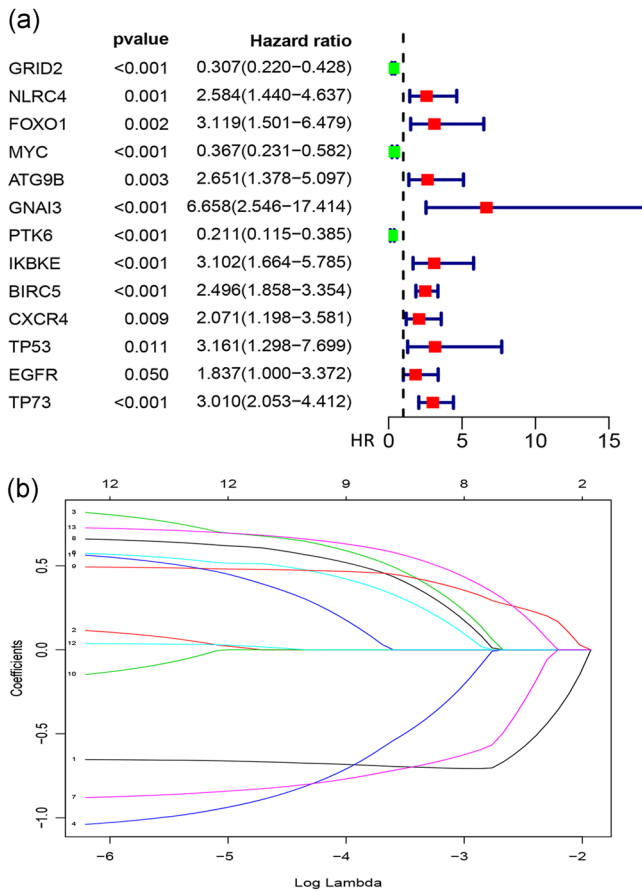 (a)
pvalue Hazard ratio
GRID2 <0.001 0.307(0.220−0.428)
NLRC4 0.001 2.584(1.440−4.637)
FOXO1 0.002 3.119(1.501−6.479)
MYC <0.001 0.367(0.231−0.582)
ATG9B 0.003 2.651(1.378−5.097)
GNAI3 <0.001 6.658(2.546−17.414)
PTK6 <0.001 0.211(0.115−0.385)
IKBKE <0.001 3.102(1.664−5.785)
BIRC5 <0.001 2.496(1.858−3.354)
CXCR4 0.009 2.071(1.198−3.581)
TP53 0.011 3.161(1.298−7.699)
EGFR 0.050 1.837(1.000−3.372)
TP73 <0.001 3.010(2.053−4.412)
HR 0 5 10 15
(b)
12 12 9 8 2
3
13
8
6
11
9
2
12
10
1
7
4
0.5
0.0
−0.5
−1.0
Coefficients
−6 −5 −4 −3 −2
Log Lambda